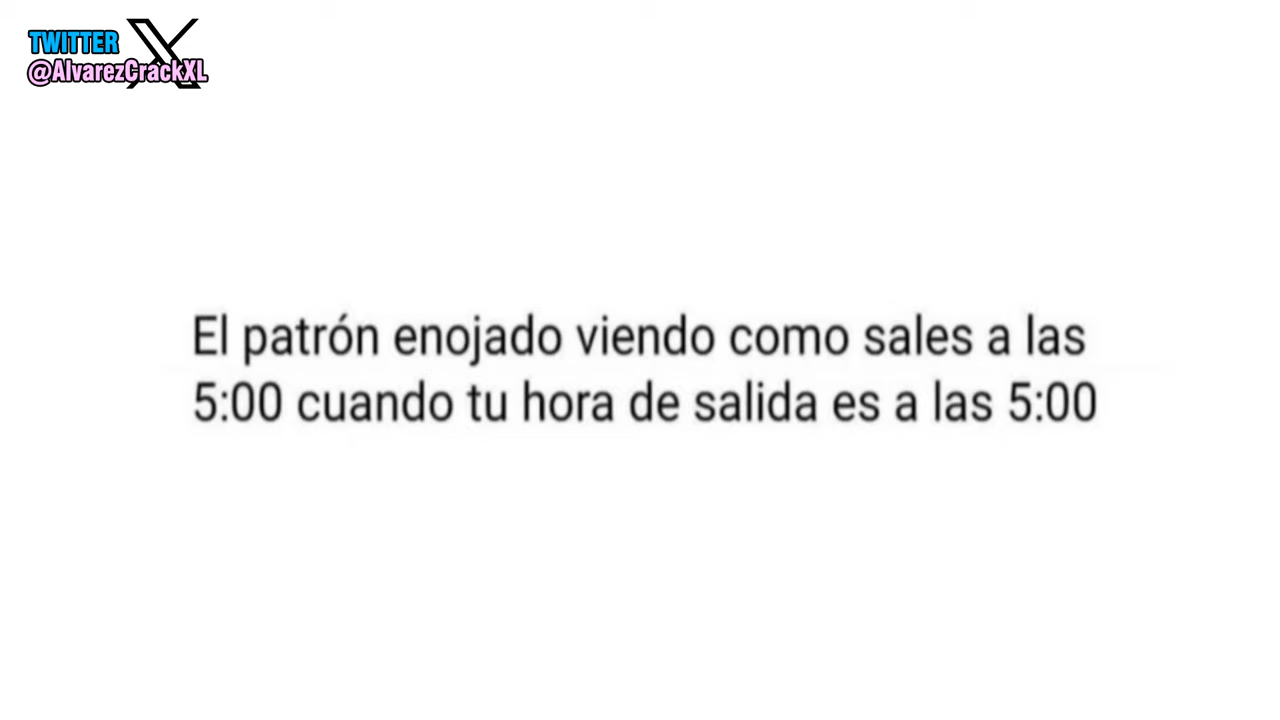 TWITTER
@AlvarezCrackXL
El patrón enojado viendo como sales a las
5:00 cuando tu hora de salida es a las 5:00